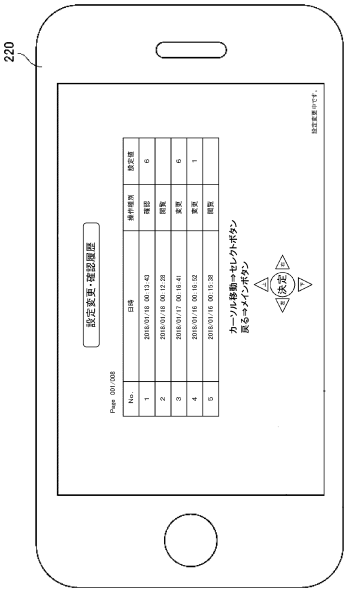 220
設定変更・確認履歴
Page 001/008
No. 日時 操作種別 設定値
1 2018/01/18 00:13:43 確認 6
2 2018/01/18 00:12:28 閲覧
3 2018/01/17 00:16:41 変更 6
4 2018/01/16 00:16:52 変更 1
5 2018/01/16 00:15:38 閲覧
カーソル移動⇒セレクトボタン
戻る⇒メインボタン
上
左 決定 右
下
設定変更中です。